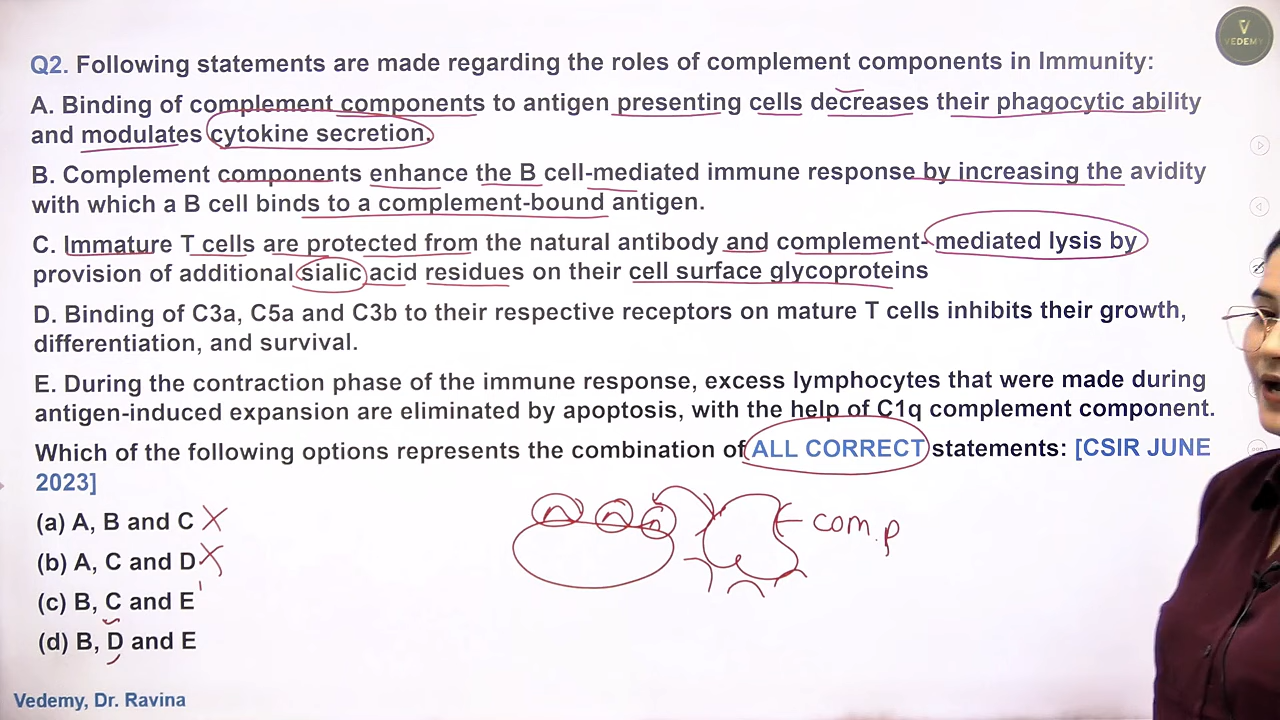 VEDEMY
Q2. Following statements are made regarding the roles of complement components in Immunity:
A. Binding of complement components to antigen presenting cells decreases their phagocytic ability
and modulates cytokine secretion.
B. Complement components enhance the B cell-mediated immune response by increasing the avidity
with which a B cell binds to a complement-bound antigen.
C. Immature T cells are protected from the natural antibody and complement-mediated lysis by
provision of additional sialic acid residues on their cell surface glycoproteins
D. Binding of C3a, C5a and C3b to their respective receptors on mature T cells inhibits their growth,
differentiation, and survival.
E. During the contraction phase of the immune response, excess lymphocytes that were made during
antigen-induced expansion are eliminated by apoptosis, with the help of C1q complement component.
Which of the following options represents the combination of ALL CORRECT statements: [CSIR JUNE
2023]
(a) A, B and C
(b) A, C and D
(c) B, C and E
(d) B, D and E
com.p
Vedemy, Dr. Ravina